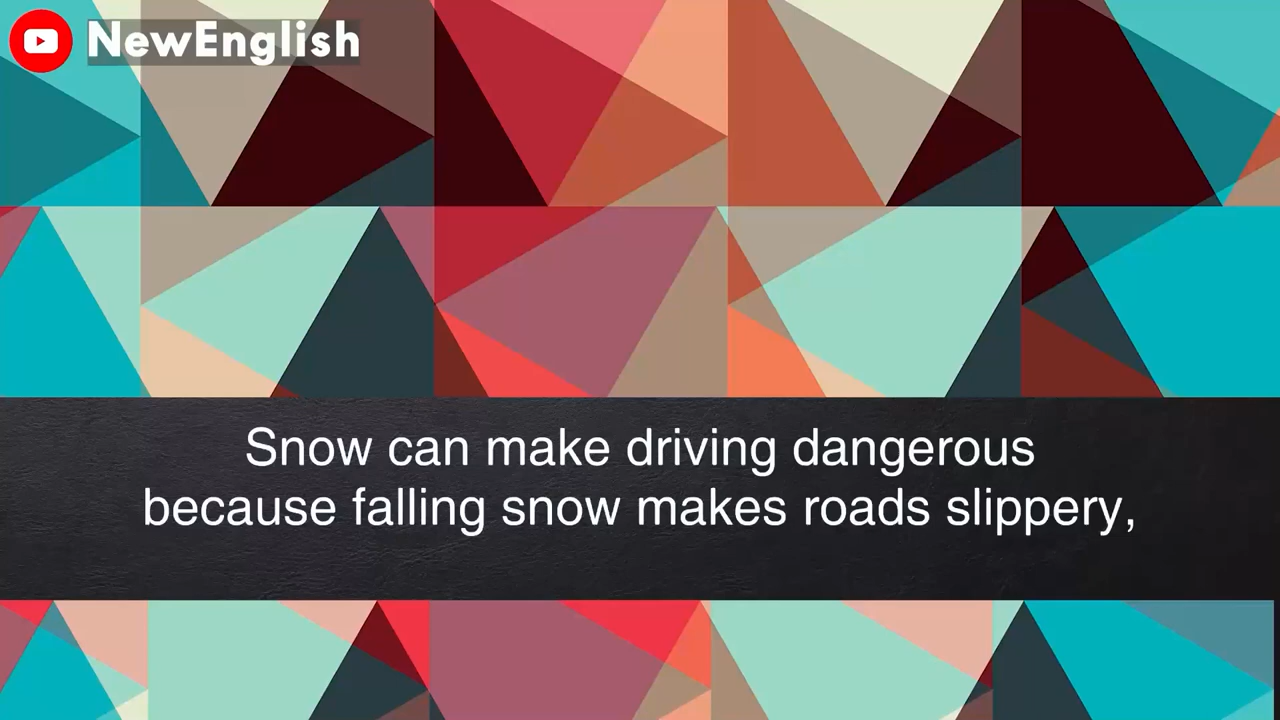 NewEnglish
Snow can make driving dangerous
because falling snow makes roads slippery,